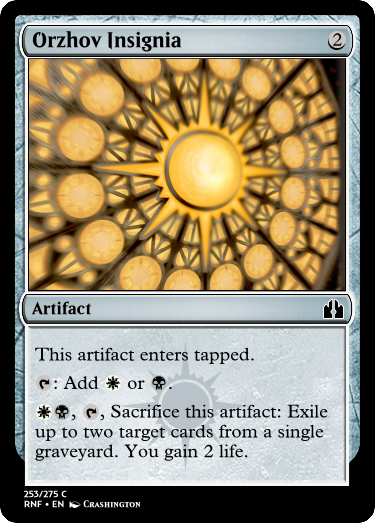 Orzhov Insignia 2
Artifact
This artifact enters tapped.
: Add or .
, , Sacrifice this artifact: Exile
up to two target cards from a single
graveyard. You gain 2 life.
253/275 C
RNF • EN Crashington